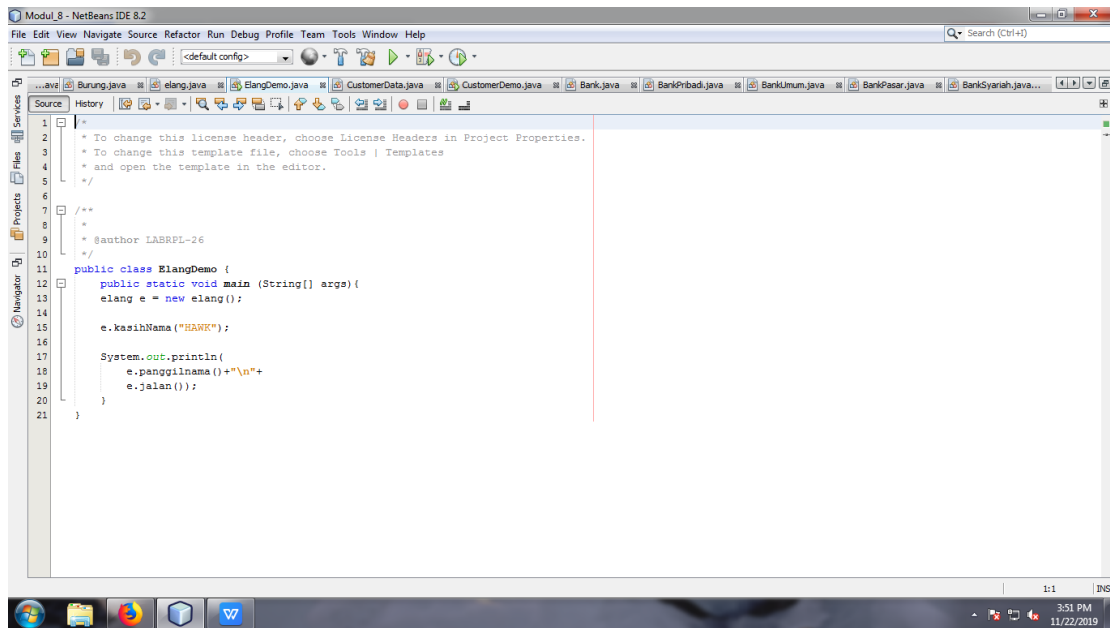 Modul_8 - NetBeans IDE 8.2
File Edit View Navigate Source Refactor Run Debug Profile Team Tools Window Help
Search (Ctrl+I)
<default config>
...ava Burung.java elang.java ElangDemo.java CustomerData.java CustomerDemo.java Bank.java BankPribadi.java BankUmum.java BankPasar.java BankSyariah.java...
Source History
Services
Files
Projects
Navigator
1 /*
2 * To change this license header, choose License Headers in Project Properties.
3 * To change this template file, choose Tools | Templates
4 * and open the template in the editor.
5 */
6
7 /**
8 *
9 * @author LABRPL-26
10 */
11 public class ElangDemo {
12 public static void main (String[] args){
13 elang e = new elang();
14
15 e.kasihNama("HAWK");
16
17 System.out.println(
18 e.panggilnama()+"\n"+
19 e.jalan());
20 }
21 }
1:1 INS
3:51 PM
11/22/2019